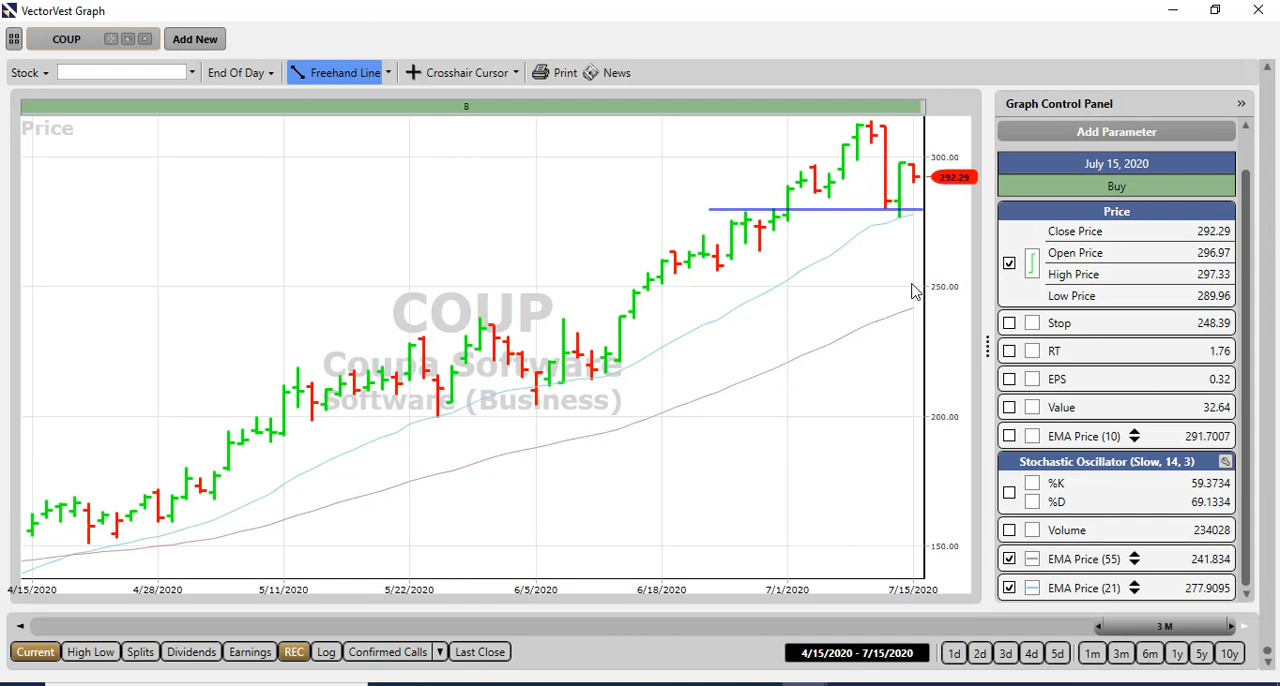 VectorVest Graph
COUP
Add New
Stock
End Of Day
Freehand Line
Crosshair Cursor
Print
News
B
Price
300.00
292.29
250.00
200.00
150.00
COUP
Coupa Software
Software (Business)
4/15/2020
4/28/2020
5/11/2020
5/22/2020
6/5/2020
6/18/2020
7/1/2020
7/15/2020
Graph Control Panel
Add Parameter
July 15, 2020
Buy
Price
Close Price 292.29
Open Price 296.97
High Price 297.33
Low Price 289.96
Stop 248.39
RT 1.76
EPS 0.32
Value 32.64
EMA Price (10) 291.7007
Stochastic Oscillator (Slow, 14, 3)
%K 59.3734
%D 69.1334
Volume 234028
EMA Price (55) 241.834
EMA Price (21) 277.9095
3 M
Current
High Low
Splits
Dividends
Earnings
REC
Log
Confirmed Calls
Last Close
4/15/2020 - 7/15/2020
1d
2d
3d
4d
5d
1m
3m
6m
1y
5y
10y